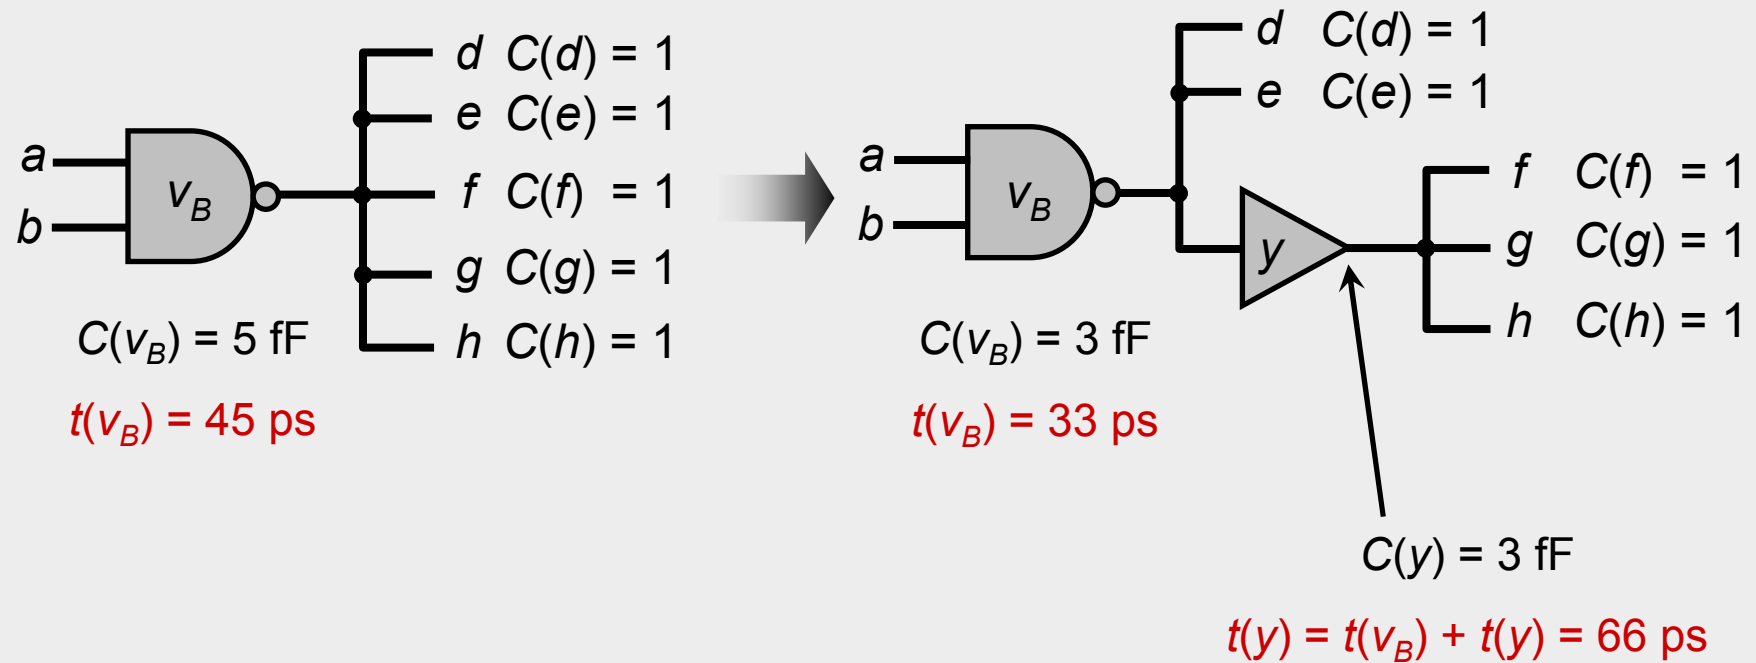 d C(d) = 1
e C(e) = 1
a
v_B
f C(f) = 1
b
g C(g) = 1
h C(h) = 1
C(v_B) = 5 fF
t(v_B) = 45 ps
d C(d) = 1
e C(e) = 1
a
v_B
b
f C(f) = 1
y
g C(g) = 1
h C(h) = 1
C(v_B) = 3 fF
t(v_B) = 33 ps
C(y) = 3 fF
t(y) = t(v_B) + t(y) = 66 ps